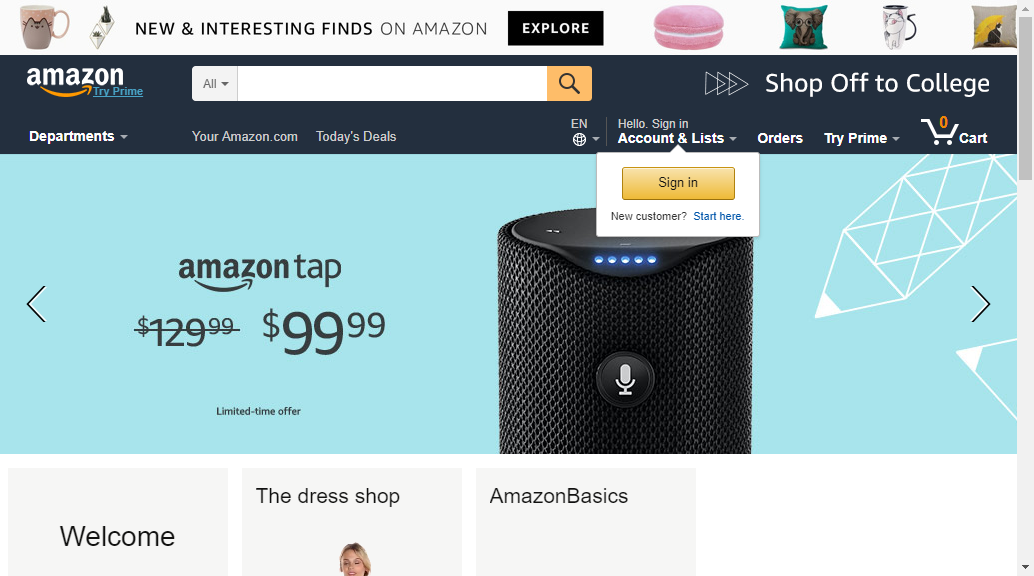 NEW & INTERESTING FINDS ON AMAZON EXPLORE
amazon
Try Prime
All
Shop Off to College
Departments
Your Amazon.com Today's Deals
EN
Hello. Sign in
Account & Lists
Orders
Try Prime
0
Cart
Sign in
New customer? Start here.
amazon tap
$129.99 $99.99
Limited-time offer
Welcome
The dress shop
AmazonBasics